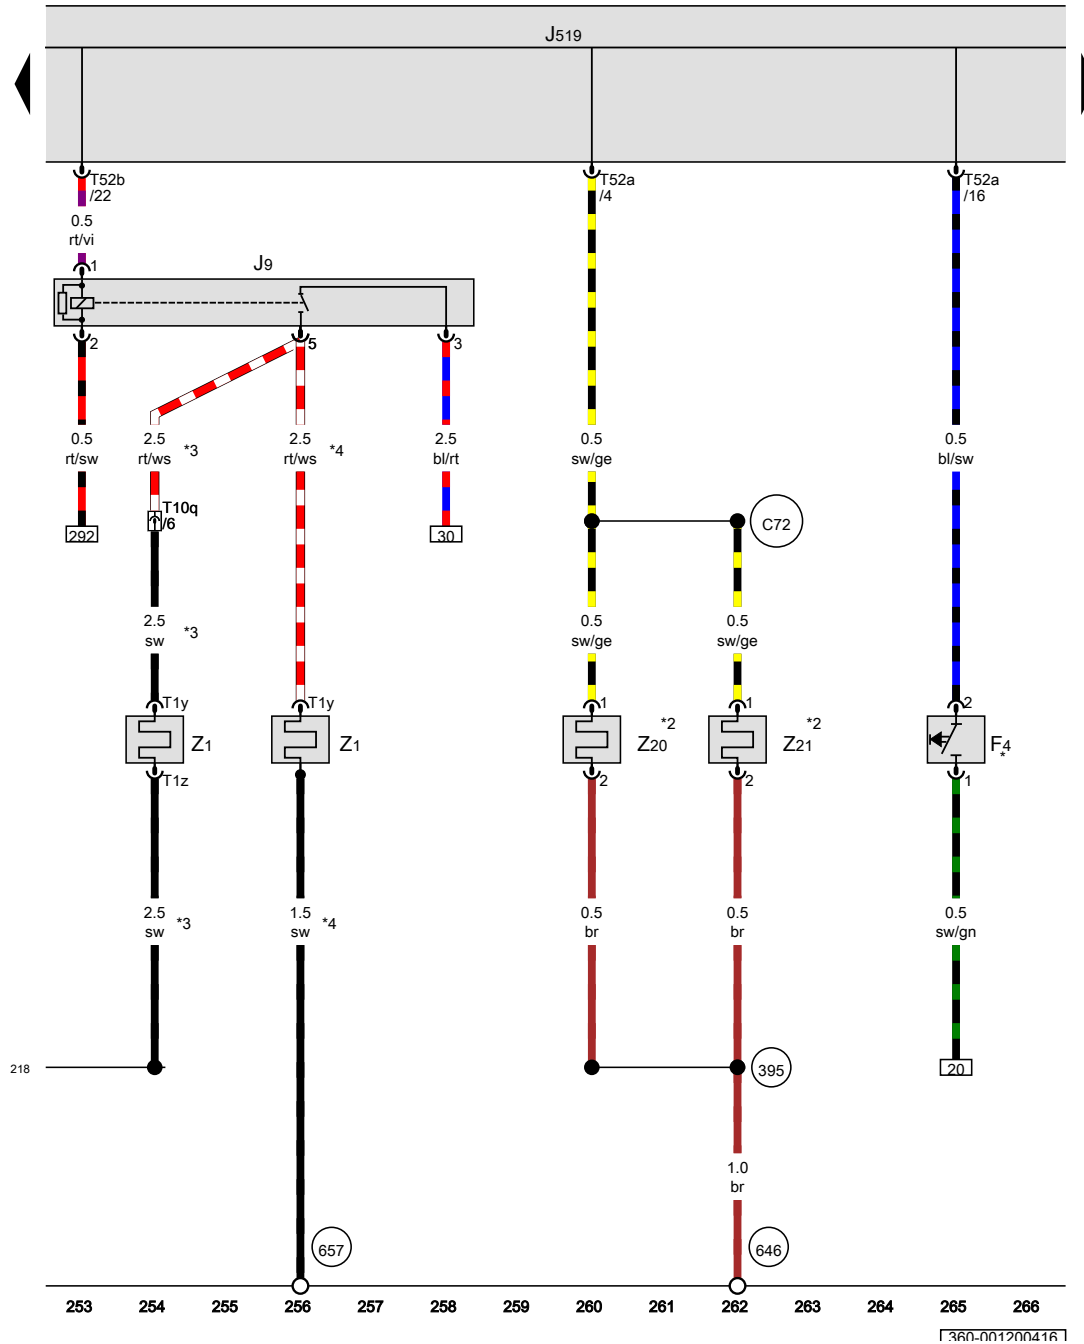 J519
T52b
/22
T52a
/4
T52a
/16
0.5
rt/vi
1
J9
2
5
3
0.5
rt/sw
2.5
rt/ws
*3
2.5
rt/ws
*4
2.5
bl/rt
0.5
sw/ge
0.5
bl/sw
T10q
/6
292
30
C72
2.5
sw
*3
0.5
sw/ge
0.5
sw/ge
T1y
T1y
1
1
2
Z1
Z1
Z20
*2
Z21
*2
F4
*
T1z
2
2
1
2.5
sw
*3
1.5
sw
*4
0.5
br
0.5
br
0.5
sw/gn
218
395
20
1.0
br
657
646
253 254 255 256 257 258 259 260 261 262 263 264 265 266
360-001200416